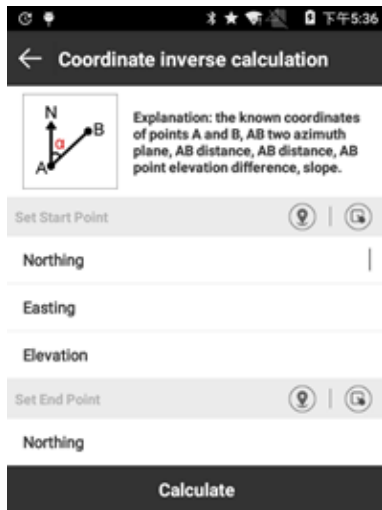 下午5:36
Coordinate inverse calculation
N
B
α
A
Explanation: the known coordinates
of points A and B, AB two azimuth
plane, AB distance, AB distance, AB
point elevation difference, slope.
Set Start Point
Northing
Easting
Elevation
Set End Point
Northing
Calculate